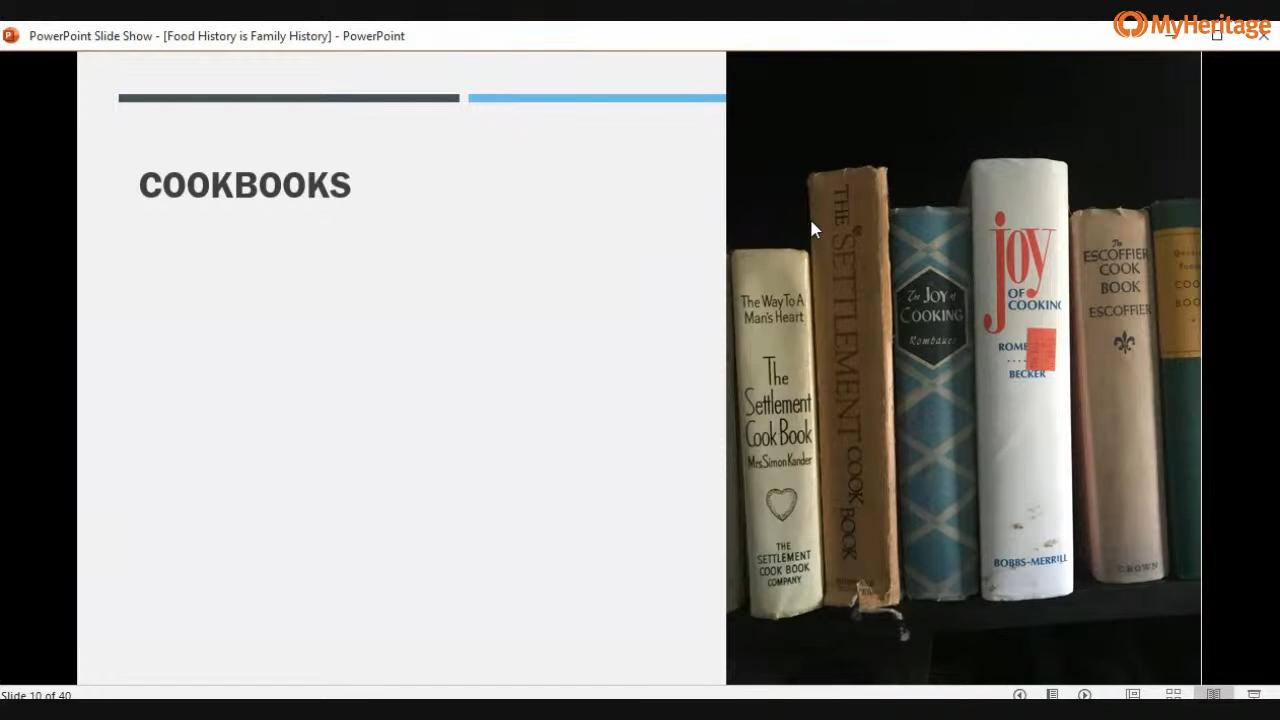 PowerPoint Slide Show - [Food History is Family History] - PowerPoint
MyHeritage
COOKBOOKS
The Way To A
Man's Heart
The
Settlement
Cook Book
Mrs. Simon Kander
THE
SETTLEMENT
COOK BOOK
COMPANY
THE SETTLEMENT COOK BOOK
The JOY of
COOKING
Rombauer
joy
OF
COOKING
BECKER
BOBBS-MERRILL
The
ESCOFFIER
COOK
BOOK
ESCOFFIER
CROWN
Slide 10 of 40